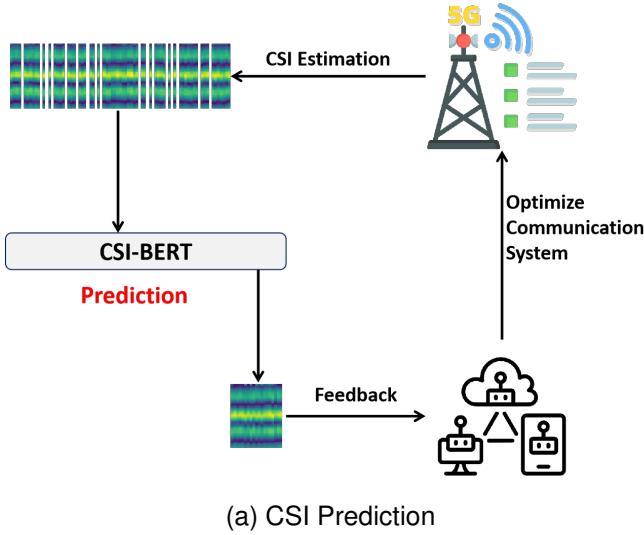 5G
CSI Estimation
Optimize
Communication
System
CSI-BERT
Prediction
Feedback
(a) CSI Prediction